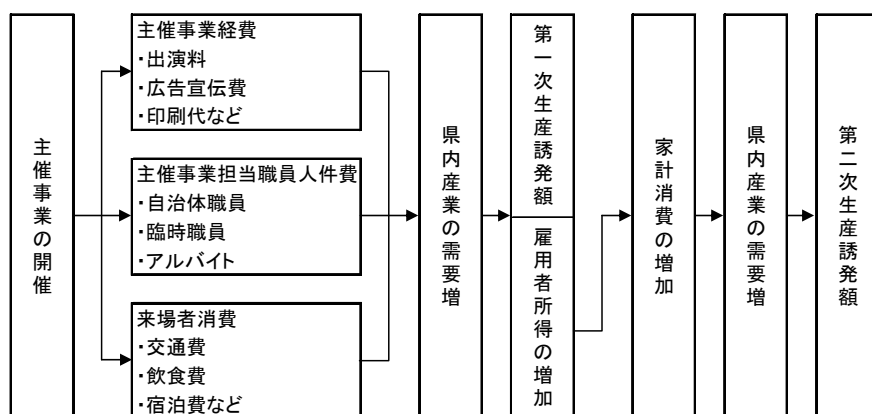 主催事業の開催
主催事業経費
・出演料
・広告宣伝費
・印刷代など
主催事業担当職員人件費
・自治体職員
・臨時職員
・アルバイト
来場者消費
・交通費
・飲食費
・宿泊費など
県内産業の需要増
第一次生産誘発額
雇用者所得の増加
家計消費の増加
県内産業の需要増
第二次生産誘発額